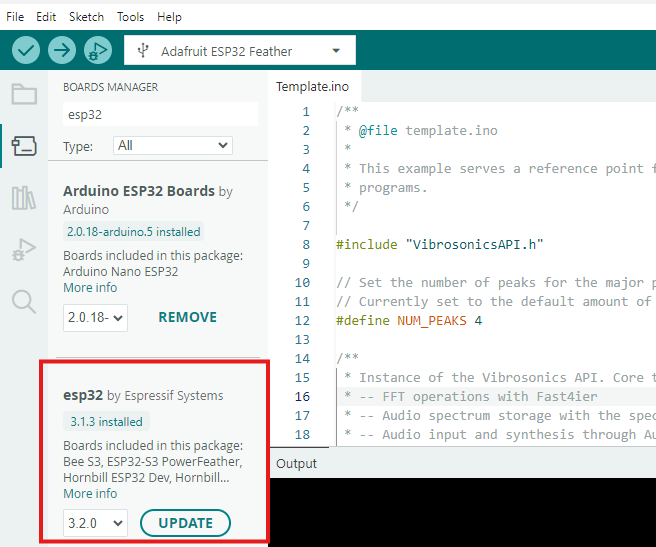 File Edit Sketch Tools Help
Adafruit ESP32 Feather
BOARDS MANAGER
esp32
Type: All
Arduino ESP32 Boards by
Arduino
2.0.18-arduino.5 installed
Boards included in this package:
Arduino Nano ESP32
More info
2.0.18- REMOVE
esp32 by Espressif Systems
3.1.3 installed
Boards included in this package:
Bee S3, ESP32-S3 PowerFeather,
Hornbill ESP32 Dev, Hornbill...
More info
3.2.0 UPDATE
Template.ino
1 /**
2 * @file template.ino
3 *
4 * This example serves a reference point f
5 * programs.
6 */
7
8 #include "VibrosonicsAPI.h"
9
10 // Set the number of peaks for the major p
11 // Currently set to the default amount of
12 #define NUM_PEAKS 4
13
14 /**
15 * Instance of the Vibrosonics API. Core t
16 * -- FFT operations with Fast4ier
17 * -- Audio spectrum storage with the spec
18 * -- Audio input and synthesis through Au
Output